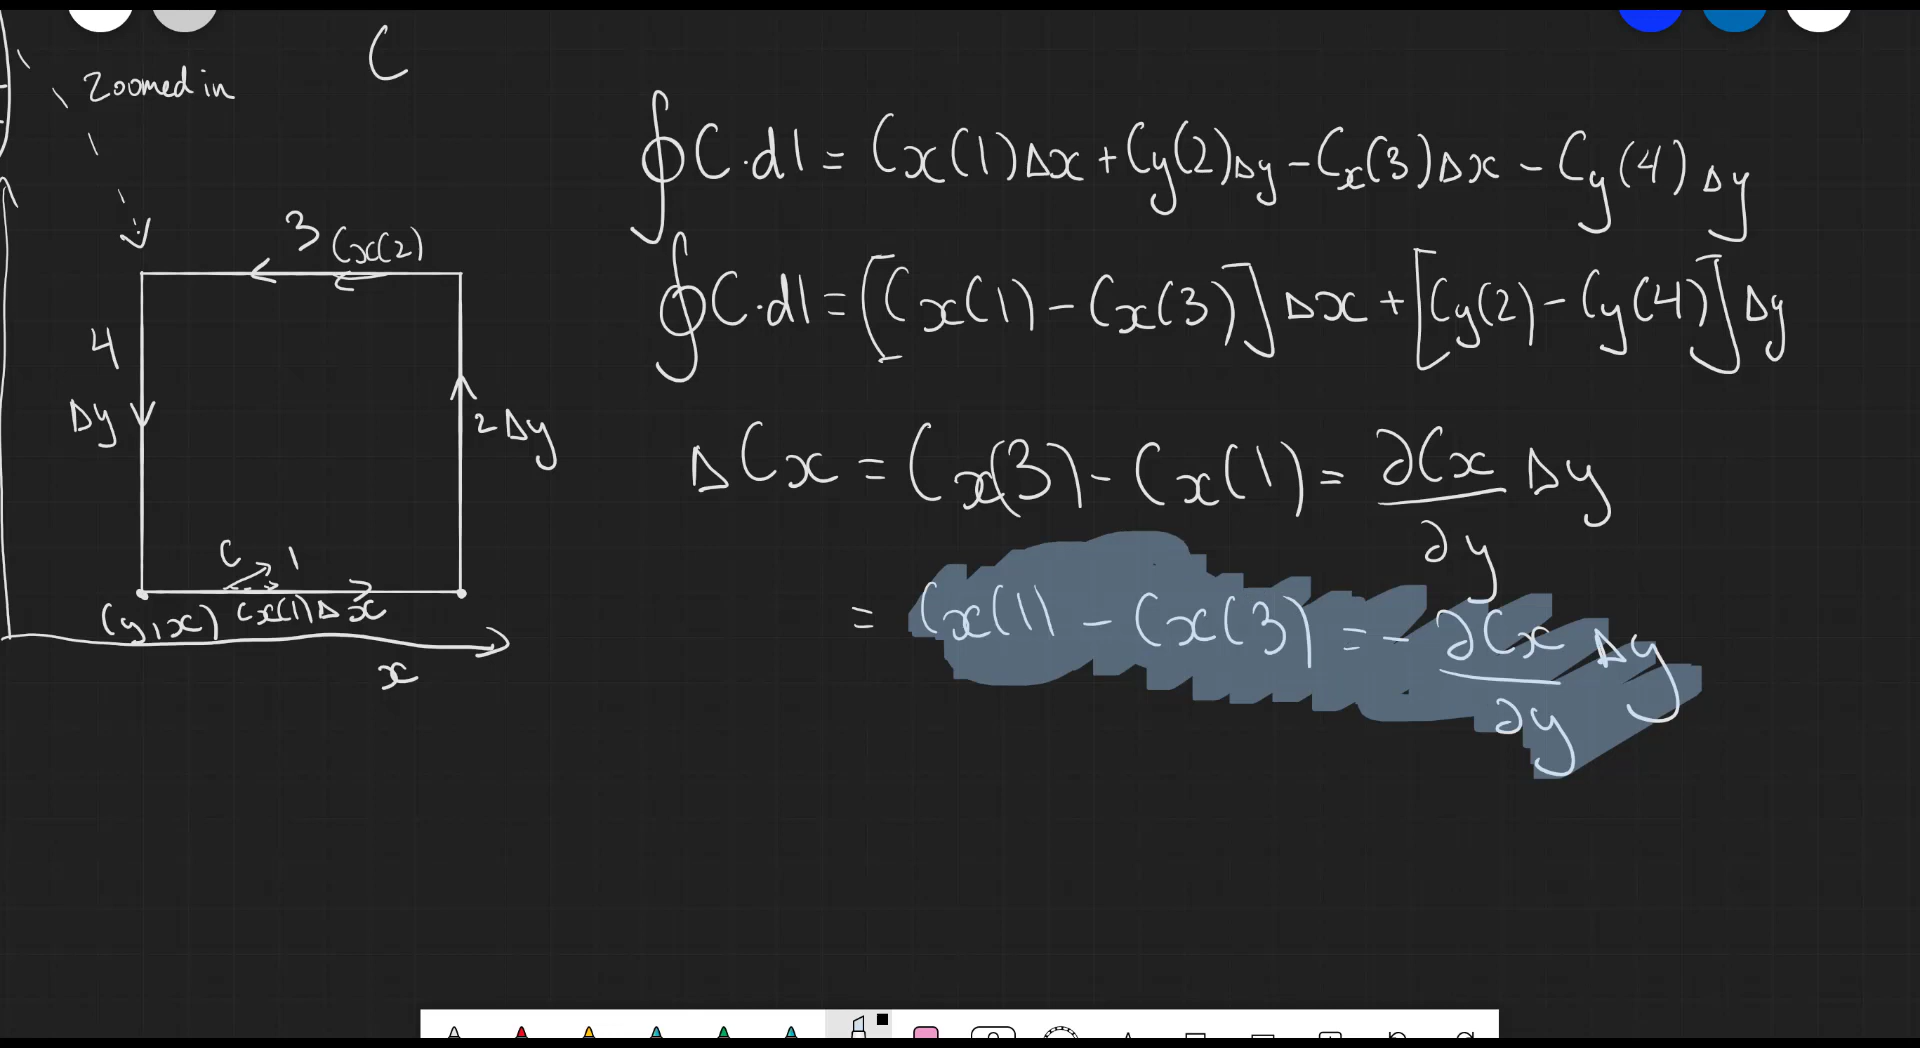 C
Zoomed in
∮C·dl = Cx(1)Δx + Cy(2)Δy - Cx(3)Δx - Cy(4)Δy
3 Cx(2)
∮C·dl = [Cx(1) - Cx(3)]Δx + [Cy(2) - Cy(4)]Δy
4
Δy
2 Δy
ΔCx = Cx(3) - Cx(1) = ∂Cx/∂y Δy
C 1
(y,x) Cx(1)Δx
= Cx(1) - Cx(3) = - ∂Cx/∂y Δy
x